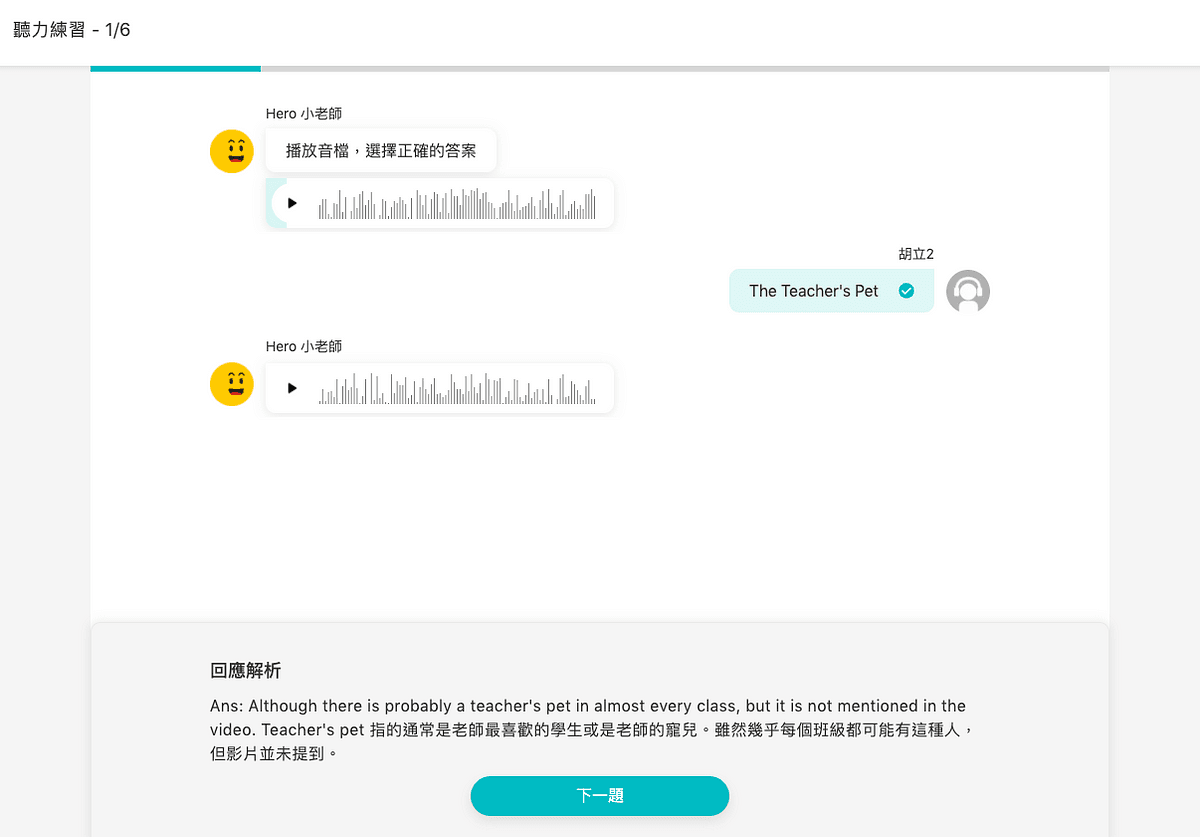 聽力練習 - 1/6
Hero 小老師
播放音檔，選擇正確的答案
胡立2
The Teacher's Pet
Hero 小老師
回應解析
Ans: Although there is probably a teacher's pet in almost every class, but it is not mentioned in the
video. Teacher's pet 指的通常是老師最喜歡的學生或是老師的寵兒。雖然幾乎每個班級都可能有這種人，
但影片並未提到。
下一題